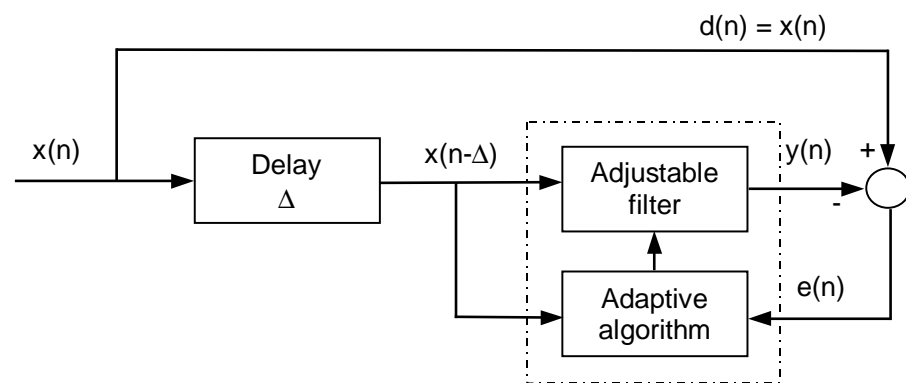 d(n) = x(n)
x(n)
Delay
Δ
x(n-Δ)
Adjustable
filter
y(n)
+
-
Adaptive
algorithm
e(n)